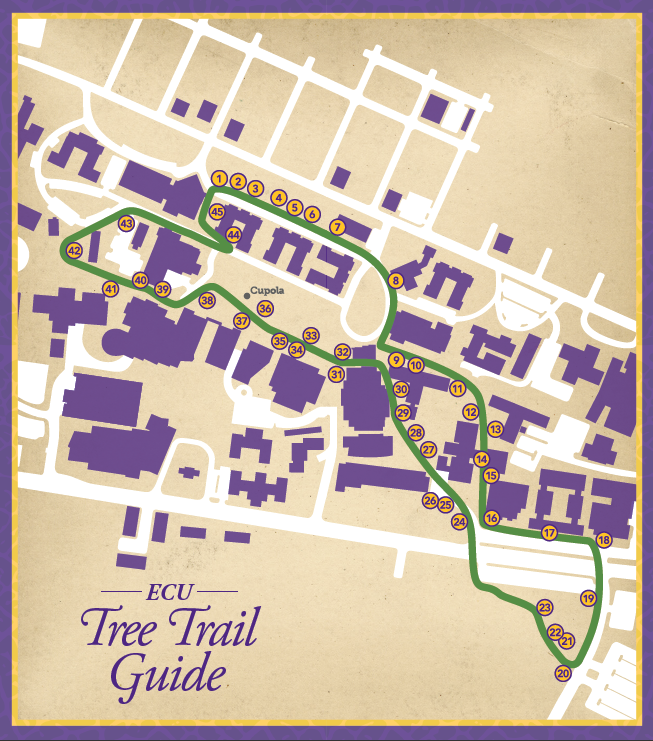 1 2 3 4 5 6 7
45 44 8
43 42 41 40 39 38
Cupola
37 36 35 34 33 32 31
9 10 11 12 13
30 29 28 27 14 15
26 25 24 16 17 18
23 22 21 20 19
ECU
Tree Trail
Guide